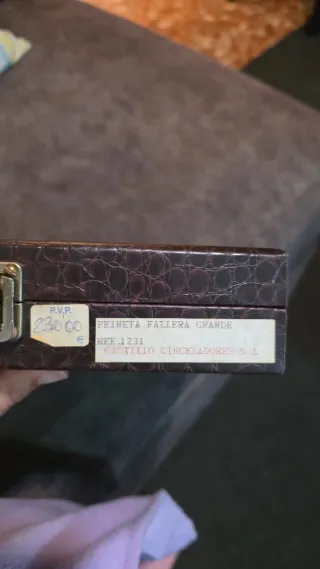 P.V.P.
230 00
€
PEINETA FALLERA GRANDE
REF.1231
CASTILLO CINCELADORES S.L